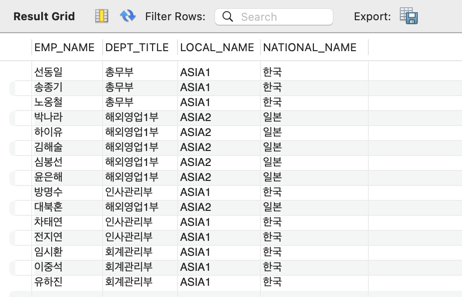 Result Grid Filter Rows: Search Export:
EMP_NAME DEPT_TITLE LOCAL_NAME NATIONAL_NAME
선동일 총무부 ASIA1 한국
송종기 총무부 ASIA1 한국
노옹철 총무부 ASIA1 한국
박나라 해외영업1부 ASIA2 일본
하이유 해외영업1부 ASIA2 일본
김해술 해외영업1부 ASIA2 일본
심봉선 해외영업1부 ASIA2 일본
윤은해 해외영업1부 ASIA2 일본
방명수 인사관리부 ASIA1 한국
대북혼 해외영업1부 ASIA2 일본
차태연 인사관리부 ASIA1 한국
전지연 인사관리부 ASIA1 한국
임시환 회계관리부 ASIA1 한국
이중석 회계관리부 ASIA1 한국
유하진 회계관리부 ASIA1 한국